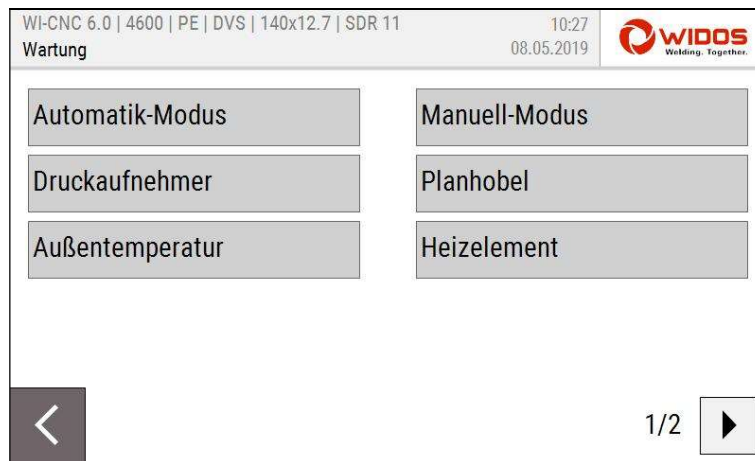 WI-CNC 6.0 | 4600 | PE | DVS | 140x12.7 | SDR 11
Wartung
10:27
08.05.2019
WIDOS
Welding. Together.
Automatik-Modus
Manuell-Modus
Druckaufnehmer
Planhobel
Außentemperatur
Heizelement
1/2